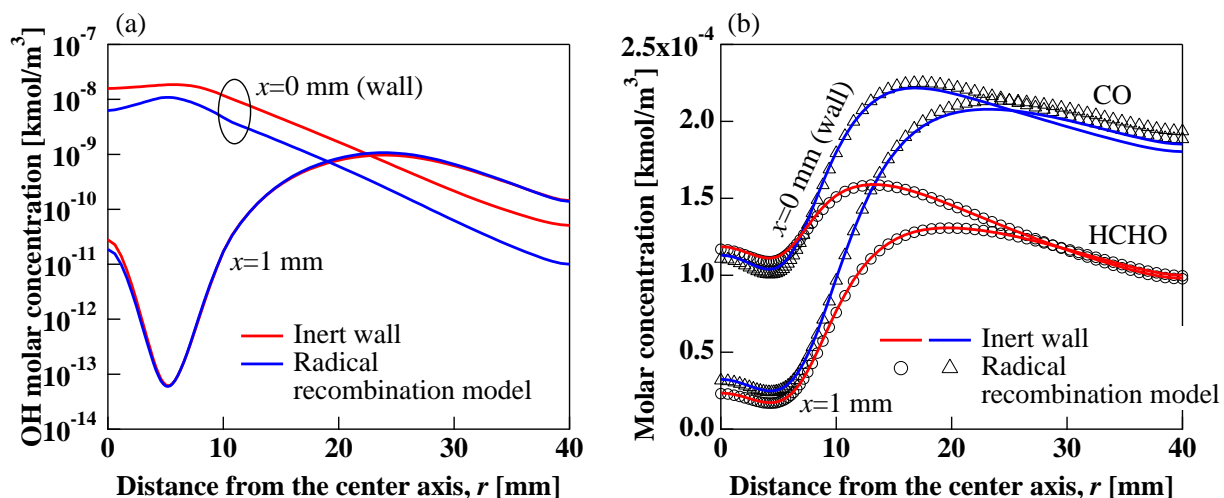 (a)
OH molar concentration [kmol/m³]
10⁻⁷
10⁻⁸
10⁻⁹
10⁻¹⁰
10⁻¹¹
10⁻¹²
10⁻¹³
10⁻¹⁴
x=0 mm (wall)
x=1 mm
Inert wall
Radical
recombination model
0
10
20
30
40
Distance from the center axis, r [mm]
(b)
Molar concentration [kmol/m³]
2.5x10⁻⁴
2.0
1.5
1.0
0.5
0.0
x=0 mm (wall)
CO
HCHO
x=1 mm
Inert wall
Radical
recombination model
0
10
20
30
40
Distance from the center axis, r [mm]